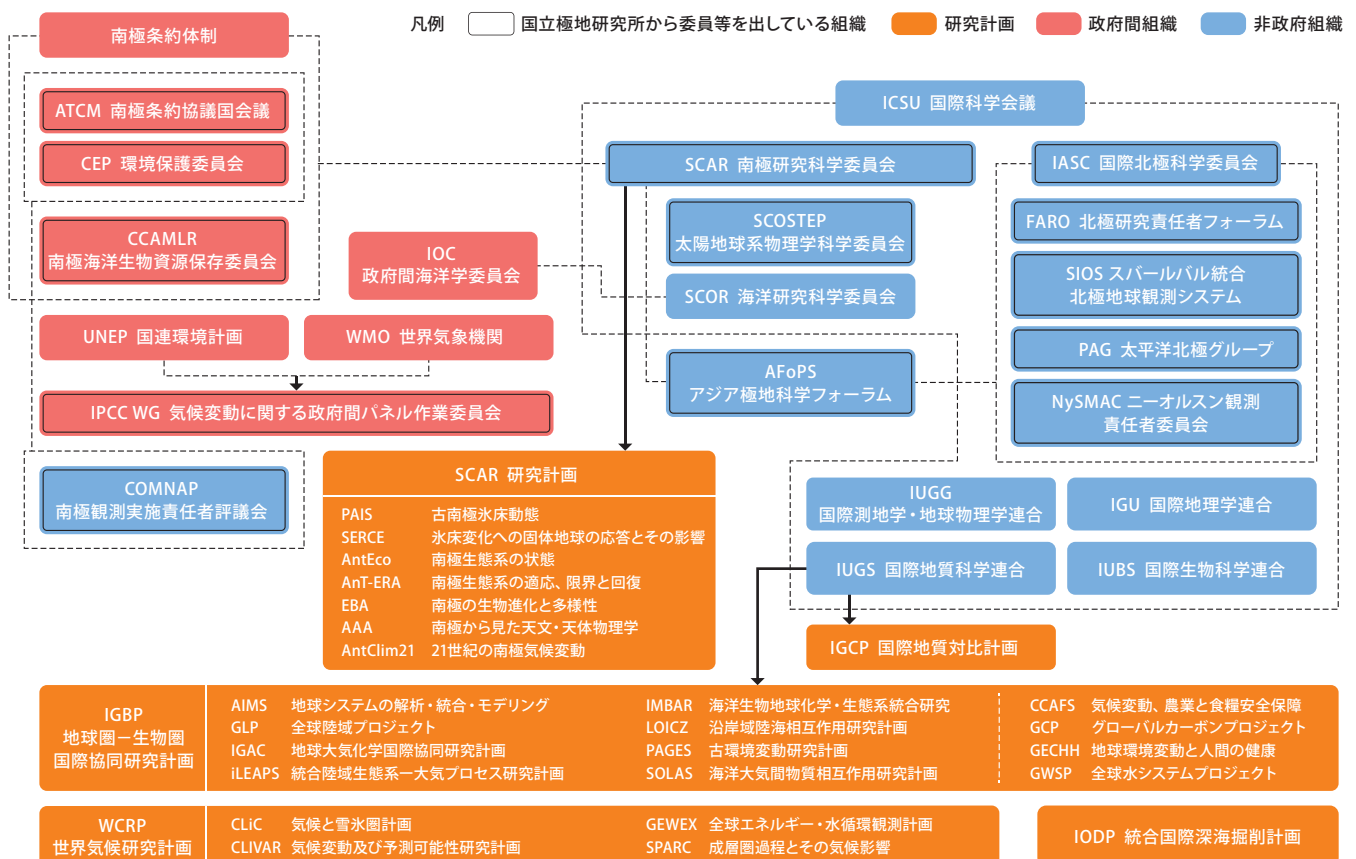 凡例 国立極地研究所から委員等を出している組織 研究計画 政府間組織 非政府組織
南極条約体制
ATCM 南極条約協議国会議
CEP 環境保護委員会
CCAMLR
南極海洋生物資源保存委員会
IOC
政府間海洋学委員会
UNEP 国連環境計画
WMO 世界気象機関
IPCC WG 気候変動に関する政府間パネル作業委員会
COMNAP
南極観測実施責任者評議会
ICSU 国際科学会議
SCAR 南極研究科学委員会
SCOSTEP
太陽地球系物理学科学委員会
SCOR 海洋研究科学委員会
AFoPS
アジア極地科学フォーラム
IASC 国際北極科学委員会
FARO 北極研究責任者フォーラム
SIOS スバールバル統合
北極地球観測システム
PAG 太平洋北極グループ
NySMAC ニーオルスン観測
責任者委員会
IUGG
国際測地学・地球物理学連合
IGU 国際地理学連合
IUGS 国際地質科学連合
IUBS 国際生物科学連合
IGCP 国際地質対比計画
SCAR 研究計画
PAIS 古南極氷床動態
SERCE 氷床変化への固体地球の応答とその影響
AntEco 南極生態系の状態
AnT-ERA 南極生態系の適応、限界と回復
EBA 南極の生物進化と多様性
AAA 南極から見た天文・天体物理学
AntClim21 21世紀の南極気候変動
IGBP
地球圏－生物圏
国際協同研究計画
AIMS 地球システムの解析・統合・モデリング
GLP 全球陸域プロジェクト
IGAC 地球大気化学国際協同研究計画
iLEAPS 統合陸域生態系ー大気プロセス研究計画
IMBAR 海洋生物地球化学・生態系統合研究
LOICZ 沿岸域陸海相互作用研究計画
PAGES 古環境変動研究計画
SOLAS 海洋大気間物質相互作用研究計画
CCAFS 気候変動、農業と食糧安全保障
GCP グローバルカーボンプロジェクト
GECHH 地球環境変動と人間の健康
GWSP 全球水システムプロジェクト
WCRP
世界気候研究計画
CLiC 気候と雪氷圏計画
CLIVAR 気候変動及び予測可能性研究計画
GEWEX 全球エネルギー・水循環観測計画
SPARC 成層圏過程とその気候影響
IODP 統合国際深海掘削計画